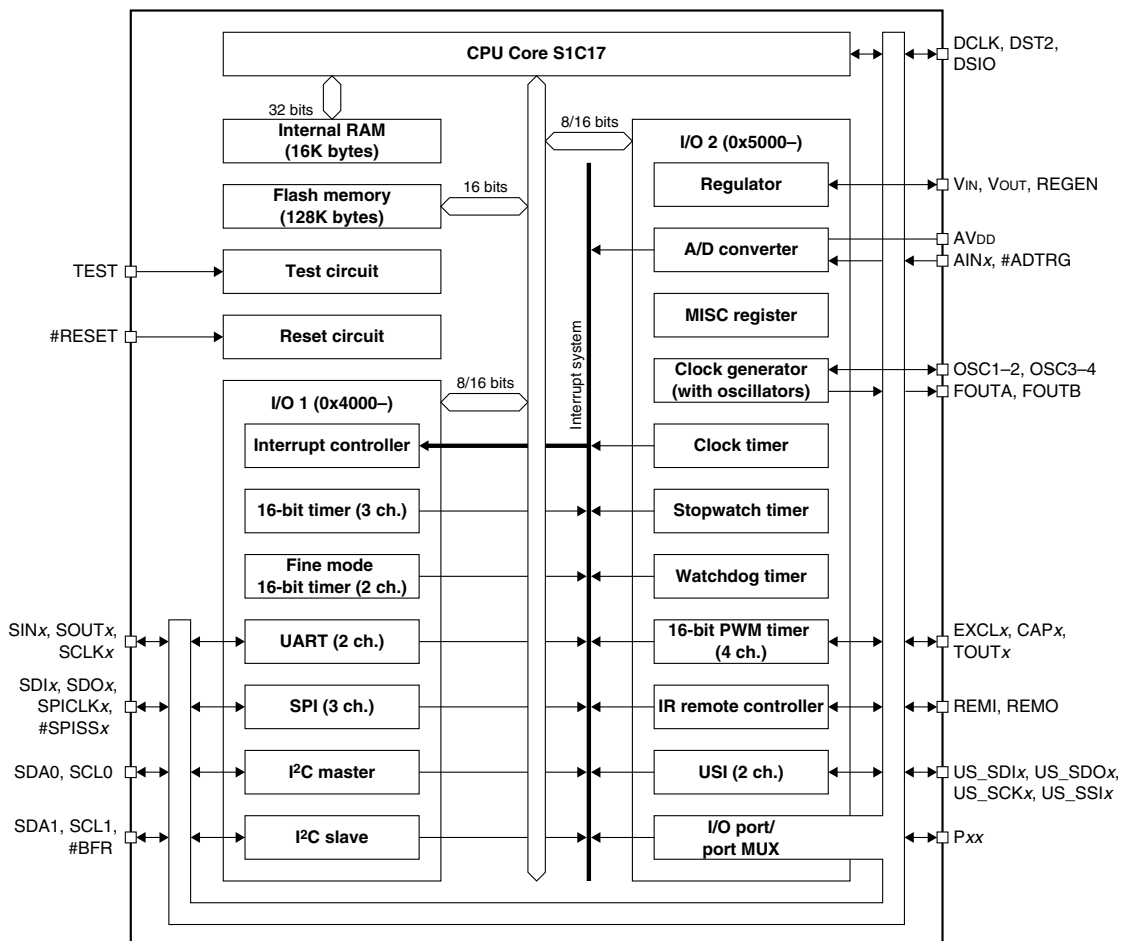 CPU Core S1C17
DCLK, DST2,
DSIO
32 bits
Internal RAM
(16K bytes)
8/16 bits
I/O 2 (0x5000–)
Flash memory
(128K bytes)
16 bits
Regulator
VIN, VOUT, REGEN
TEST
Test circuit
A/D converter
AVDD
AINx, #ADTRG
#RESET
Reset circuit
MISC register
Interrupt system
Clock generator
(with oscillators)
OSC1–2, OSC3–4
FOUTA, FOUTB
I/O 1 (0x4000–)
8/16 bits
Interrupt controller
Clock timer
16-bit timer (3 ch.)
Stopwatch timer
Fine mode
16-bit timer (2 ch.)
Watchdog timer
SINx, SOUTx,
SCLKx
UART (2 ch.)
16-bit PWM timer
(4 ch.)
EXCLx, CAPx,
TOUTx
SDIx, SDOx,
SPICLKx,
#SPISSx
SPI (3 ch.)
IR remote controller
REMI, REMO
SDA0, SCL0
I²C master
USI (2 ch.)
US_SDIx, US_SDOx,
US_SCKx, US_SSIx
SDA1, SCL1,
#BFR
I²C slave
I/O port/
port MUX
Pxx